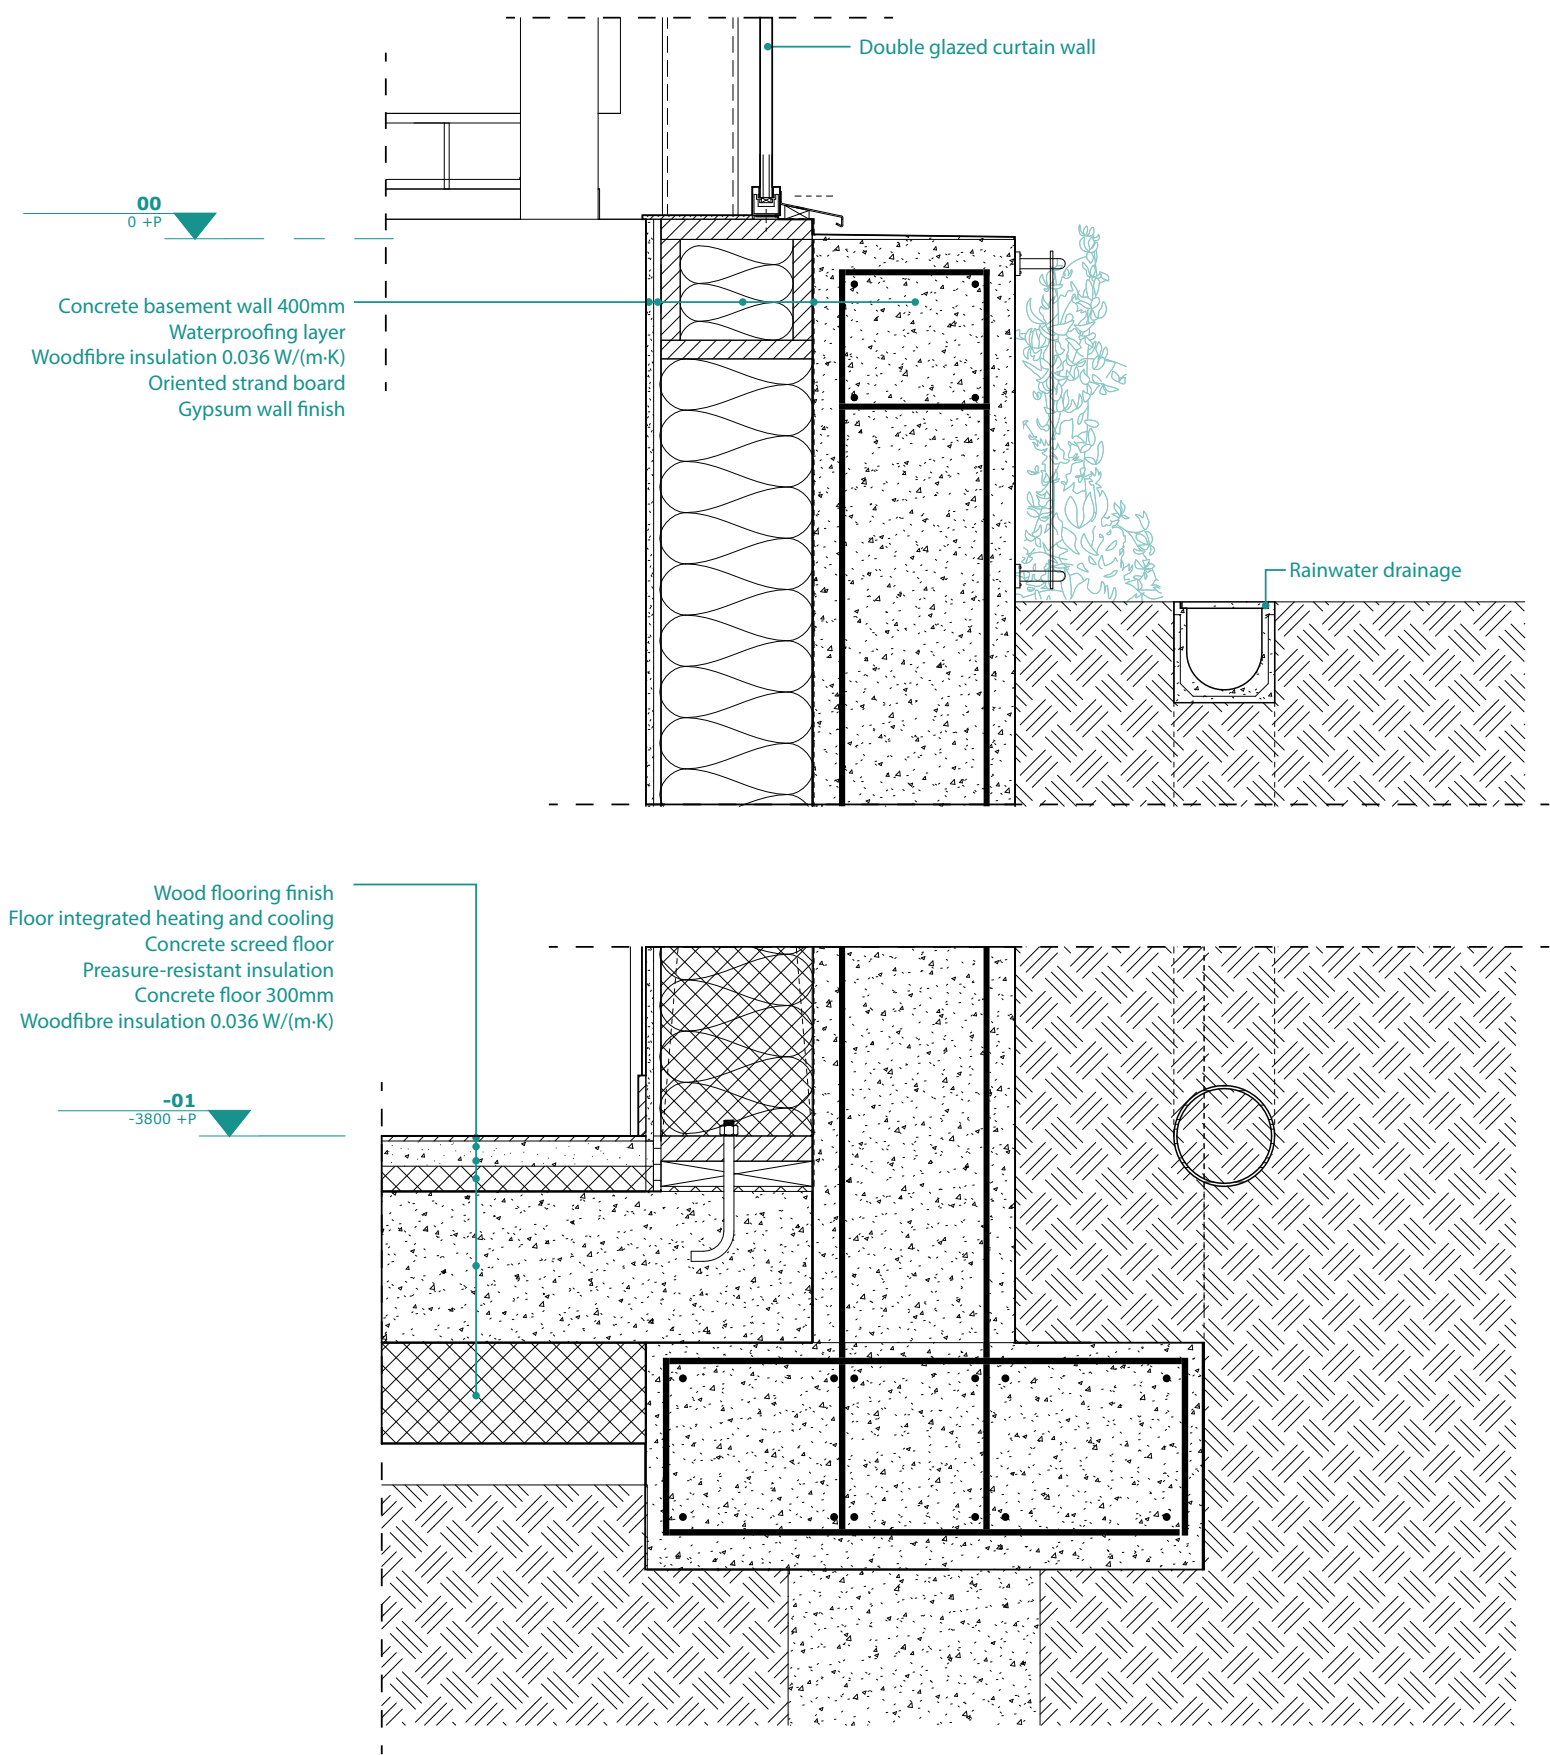 Double glazed curtain wall
00
0 +P
Concrete basement wall 400mm
Waterproofing layer
Woodfibre insulation 0.036 W/(m·K)
Oriented strand board
Gypsum wall finish
Rainwater drainage
Wood flooring finish
Floor integrated heating and cooling
Concrete screed floor
Preasure-resistant insulation
Concrete floor 300mm
Woodfibre insulation 0.036 W/(m·K)
-01
-3800 +P